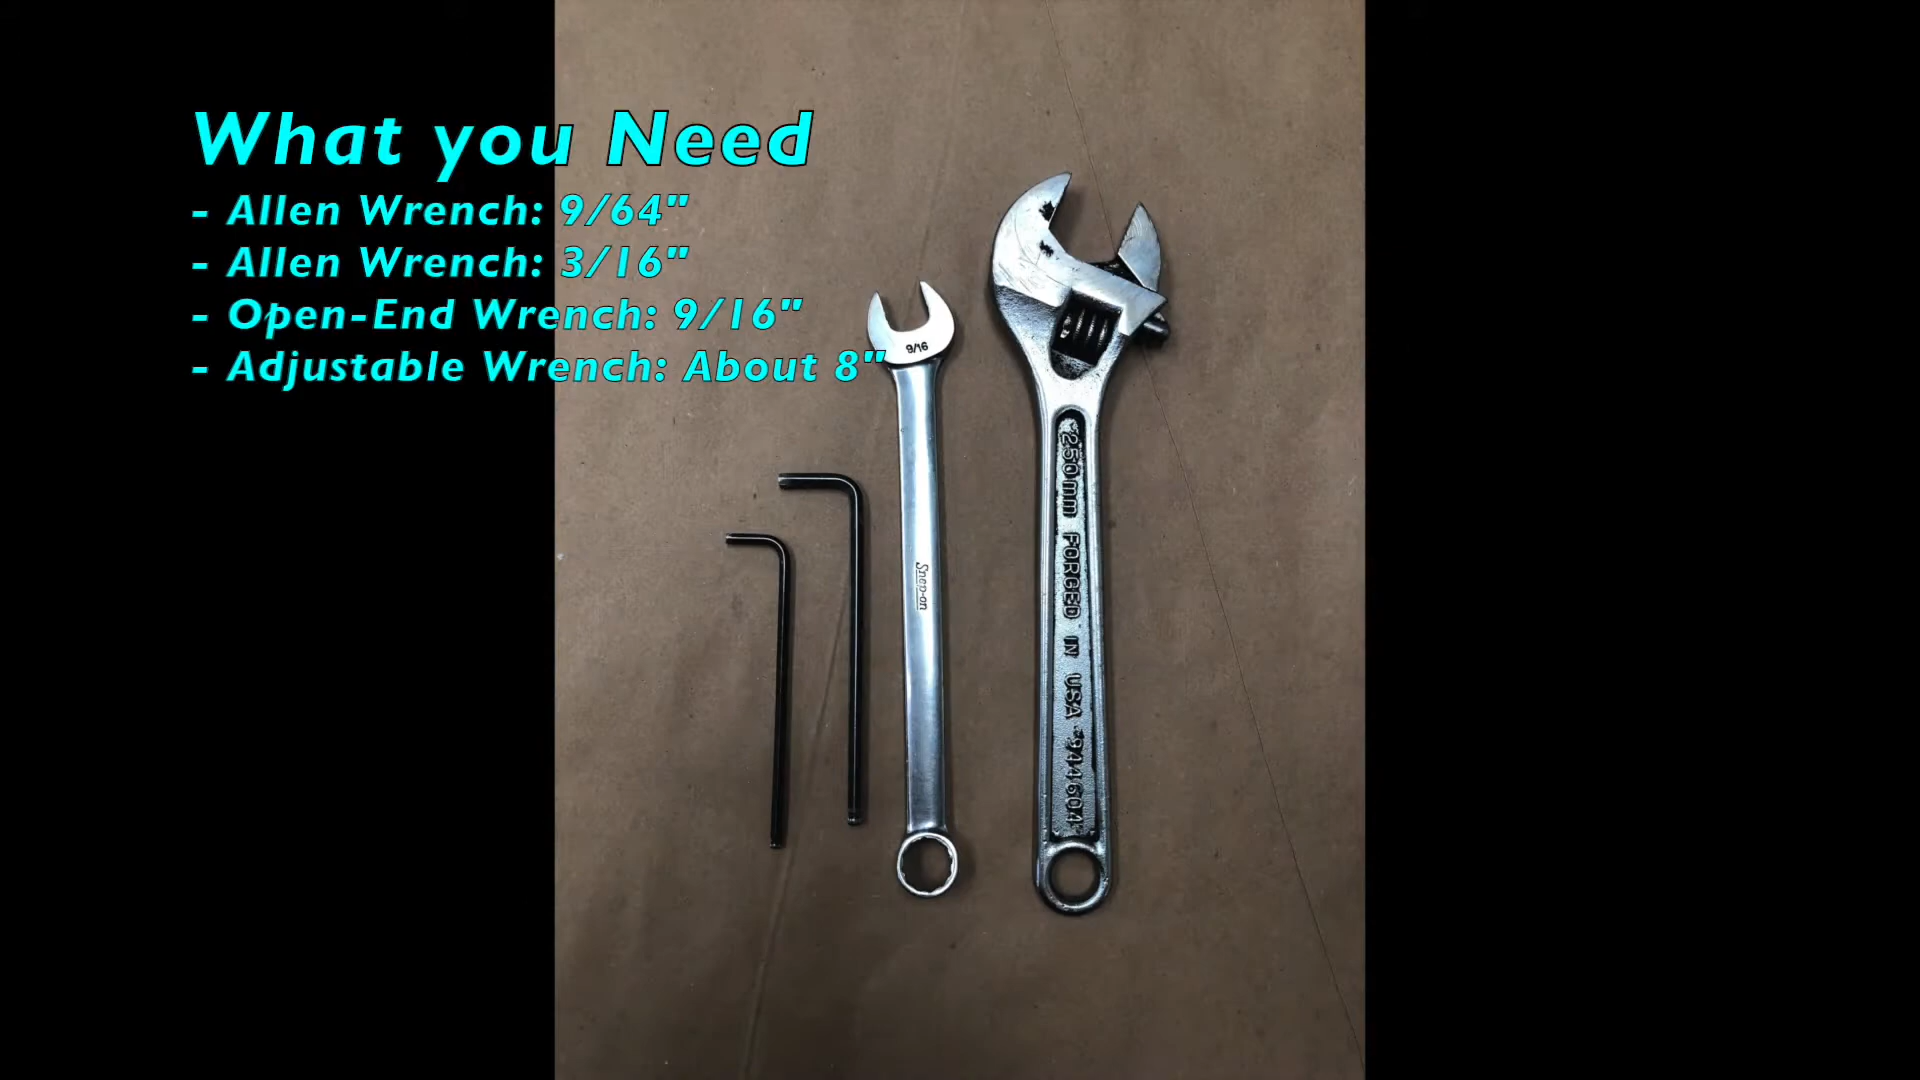 What you Need
- Allen Wrench: 9/64"
- Allen Wrench: 3/16"
- Open-End Wrench: 9/16"
- Adjustable Wrench: About 8"
9/16
Snap-on
250mm FORGED IN USA 944604